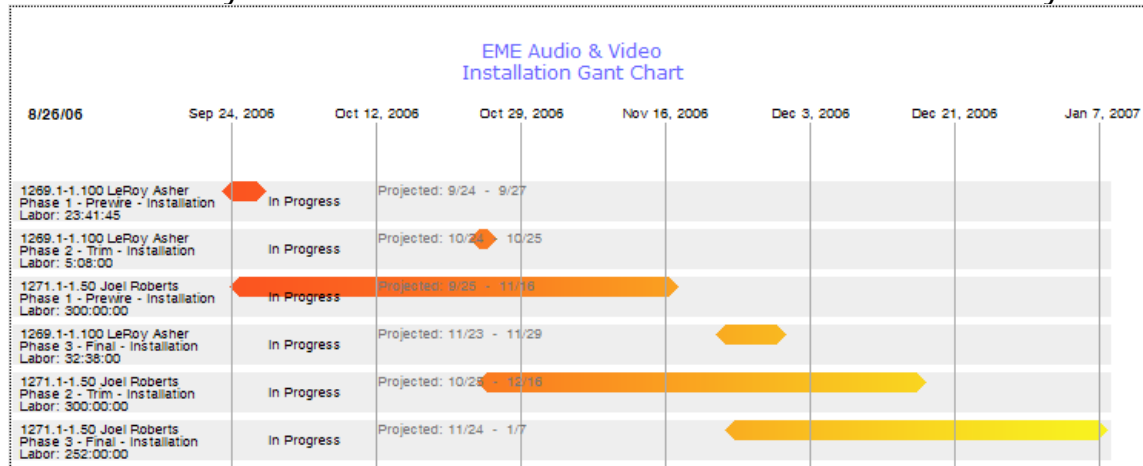 EME Audio & Video
Installation Gant Chart
8/26/06 Sep 24, 2006 Oct 12, 2006 Oct 29, 2006 Nov 16, 2006 Dec 3, 2006 Dec 21, 2006 Jan 7, 2007
1269.1-1.100 LeRoy Asher
Phase 1 - Prewire - Installation
Labor: 23:41:45
In Progress
Projected: 9/24 - 9/27
1269.1-1.100 LeRoy Asher
Phase 2 - Trim - Installation
Labor: 5:08:00
In Progress
Projected: 10/24 10/25
1271.1-1.50 Joel Roberts
Phase 1 - Prewire - Installation
Labor: 300:00:00
In Progress
Projected: 9/25 - 11/16
1269.1-1.100 LeRoy Asher
Phase 3 - Final - Installation
Labor: 32:38:00
In Progress
Projected: 11/23 - 11/29
1271.1-1.50 Joel Roberts
Phase 2 - Trim - Installation
Labor: 300:00:00
In Progress
Projected: 10/25 - 12/16
1271.1-1.50 Joel Roberts
Phase 3 - Final - Installation
Labor: 252:00:00
In Progress
Projected: 11/24 - 1/7